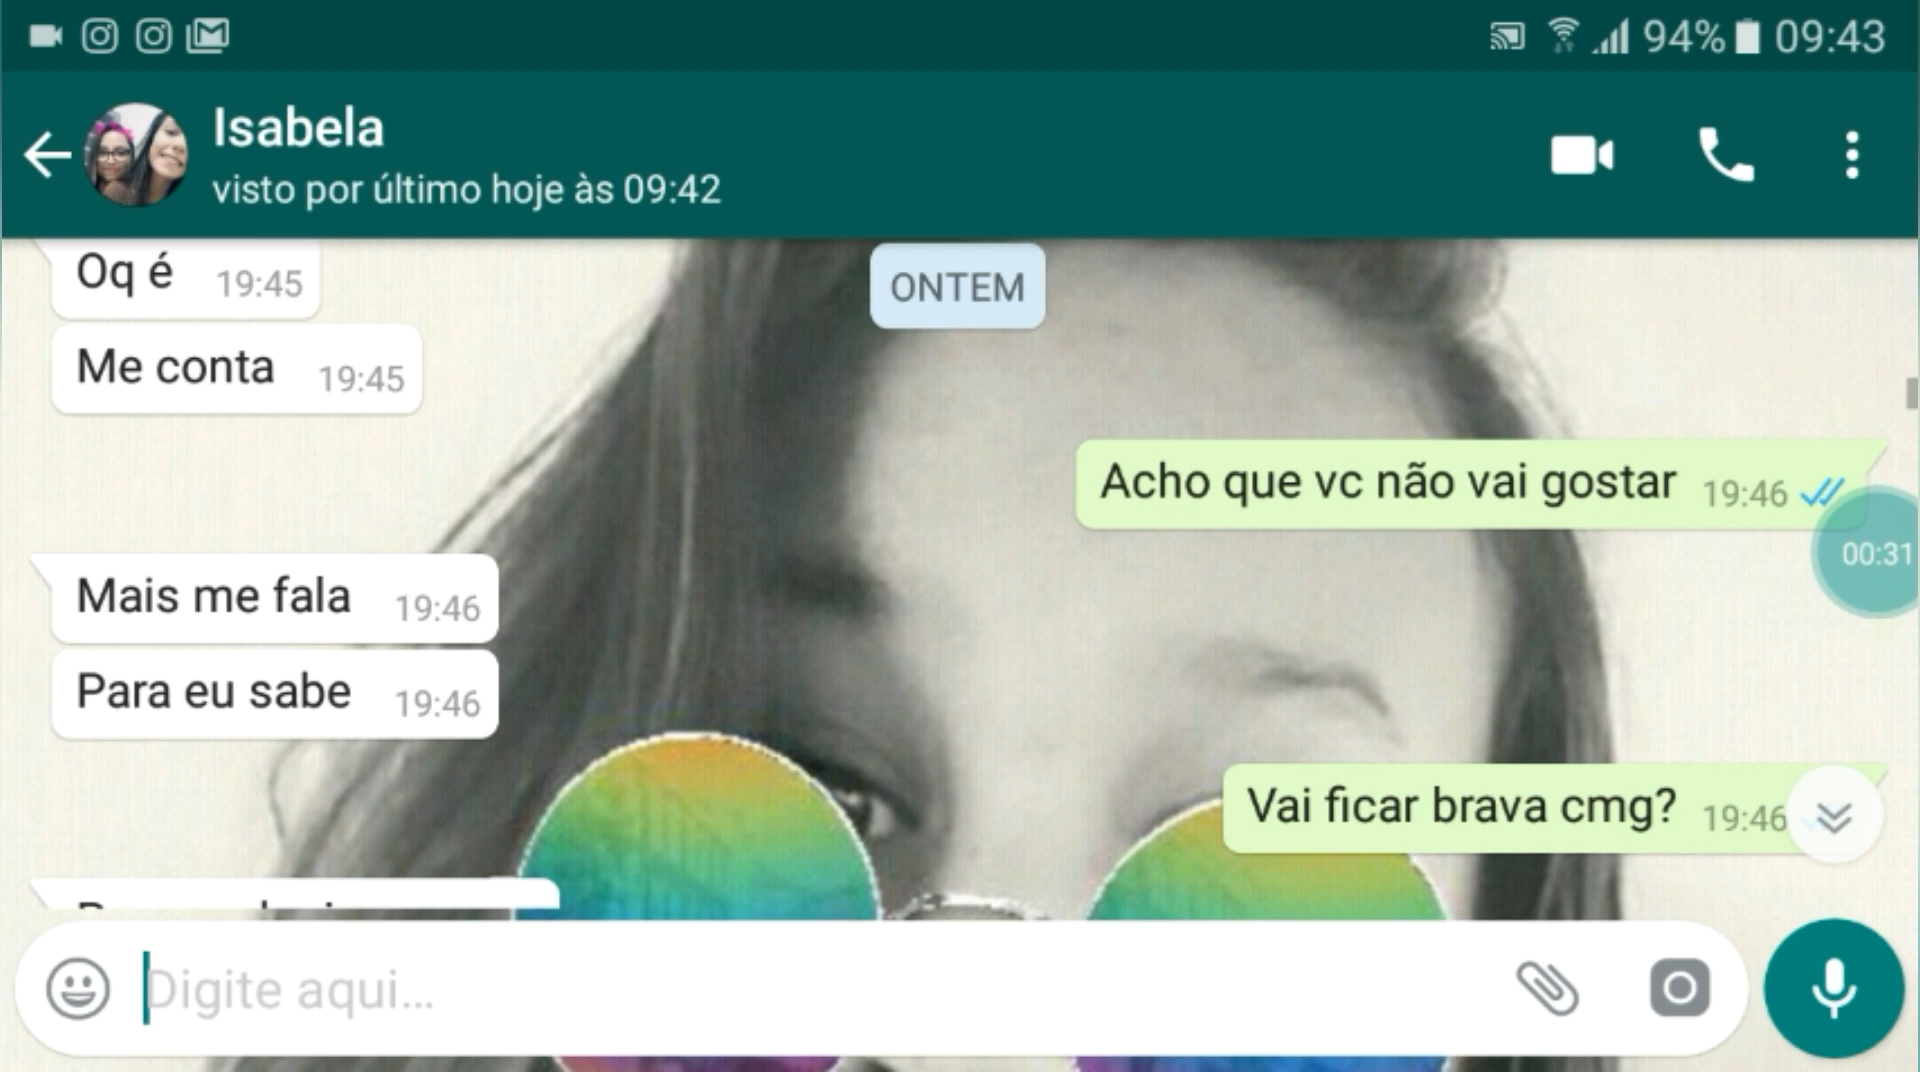 94% 09:43
Isabela
visto por último hoje às 09:42
ONTEM
Oq é 19:45
Me conta 19:45
Acho que vc não vai gostar 19:46
00:31
Mais me fala 19:46
Para eu sabe 19:46
Vai ficar brava cmg? 19:46
Digite aqui...